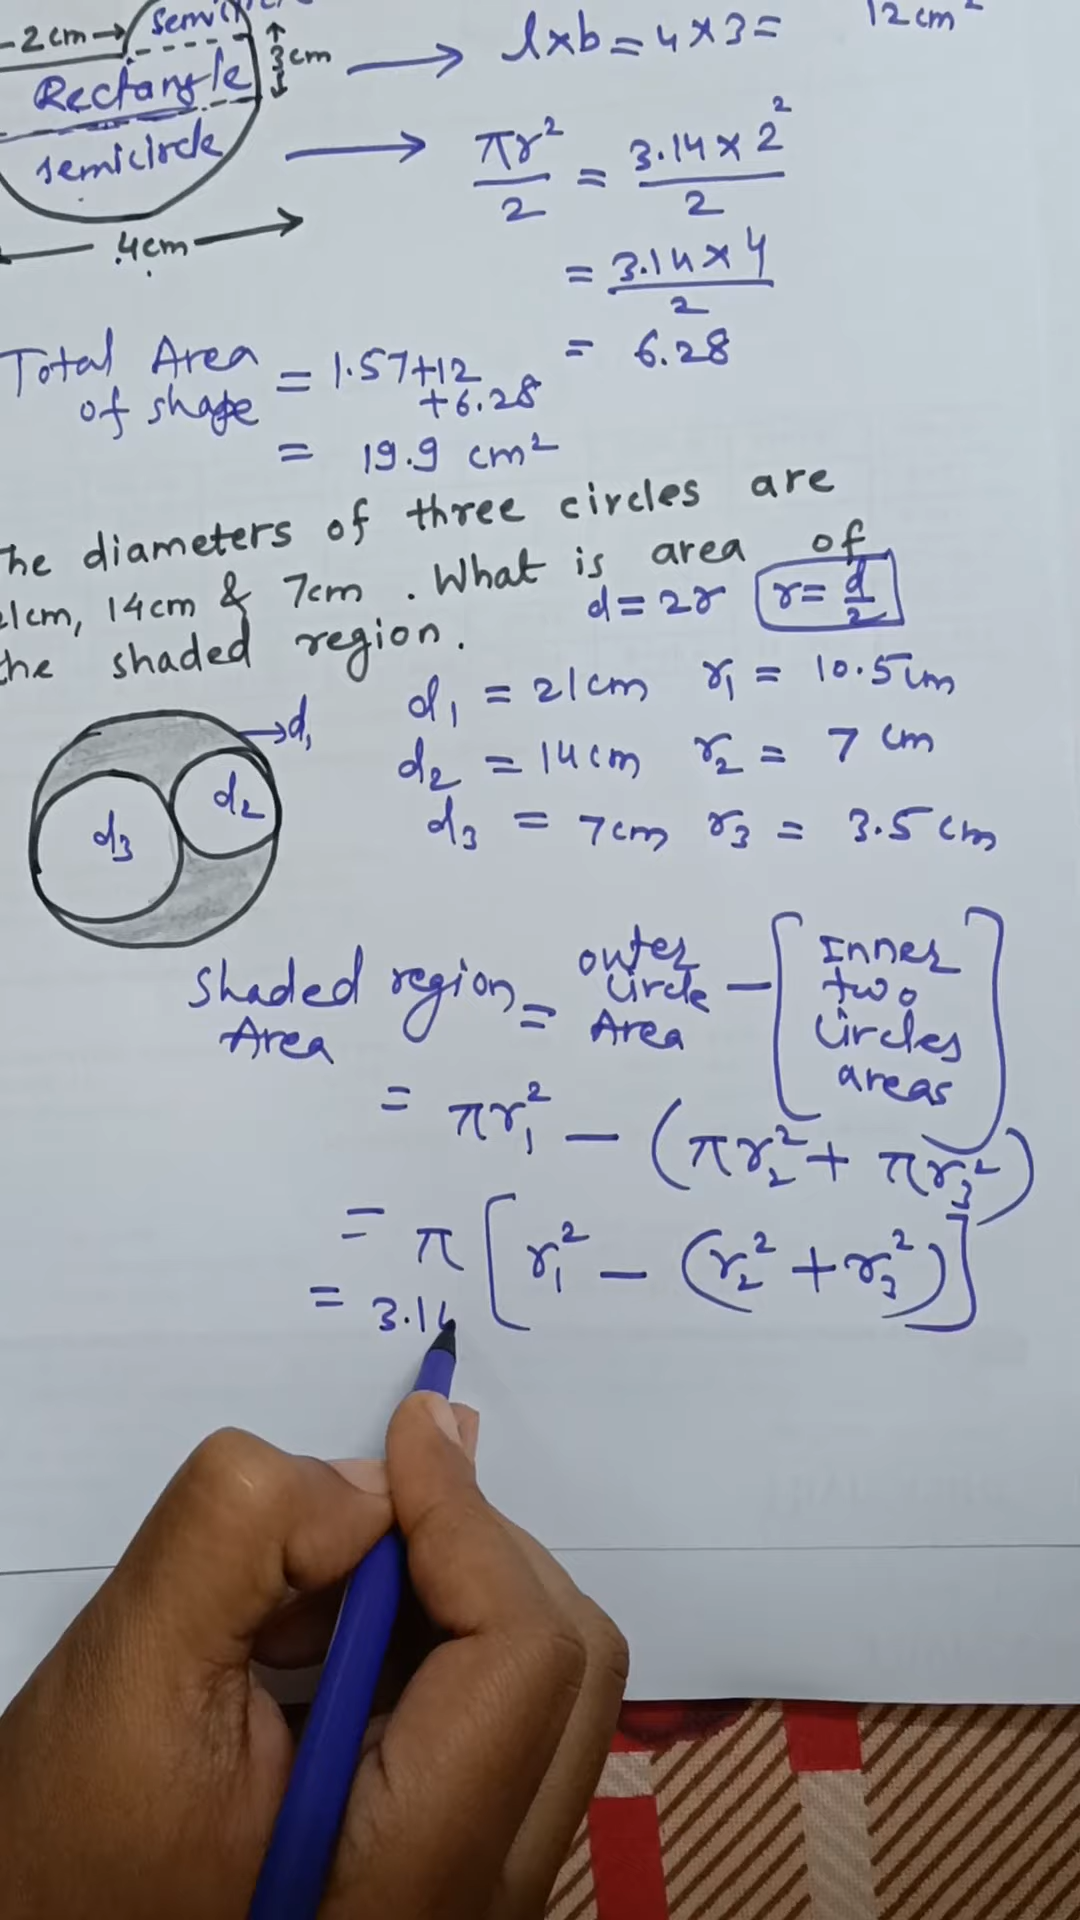 2cm
Rectangle
3cm
semicircle
4cm
l×b = 4×3 = 12cm²
πr²/2 = 3.14×2²/2
= 3.14×4/2
= 6.28
Total Area of shape = 1.57+12+6.28
= 19.9 cm²
The diameters of three circles are
21cm, 14cm & 7cm. What is area of
the shaded region.
d=2r r=d/2
d₁ = 21cm r₁ = 10.5cm
d₂ = 14cm r₂ = 7 cm
d₃ = 7cm r₃ = 3.5cm
d₁
d₂
d₃
Shaded region Area = outer circle Area − [Inner two circles areas]
= πr₁² − (πr₂² + πr₃²)
= π [r₁² − (r₂² + r₃²)]
= 3.14